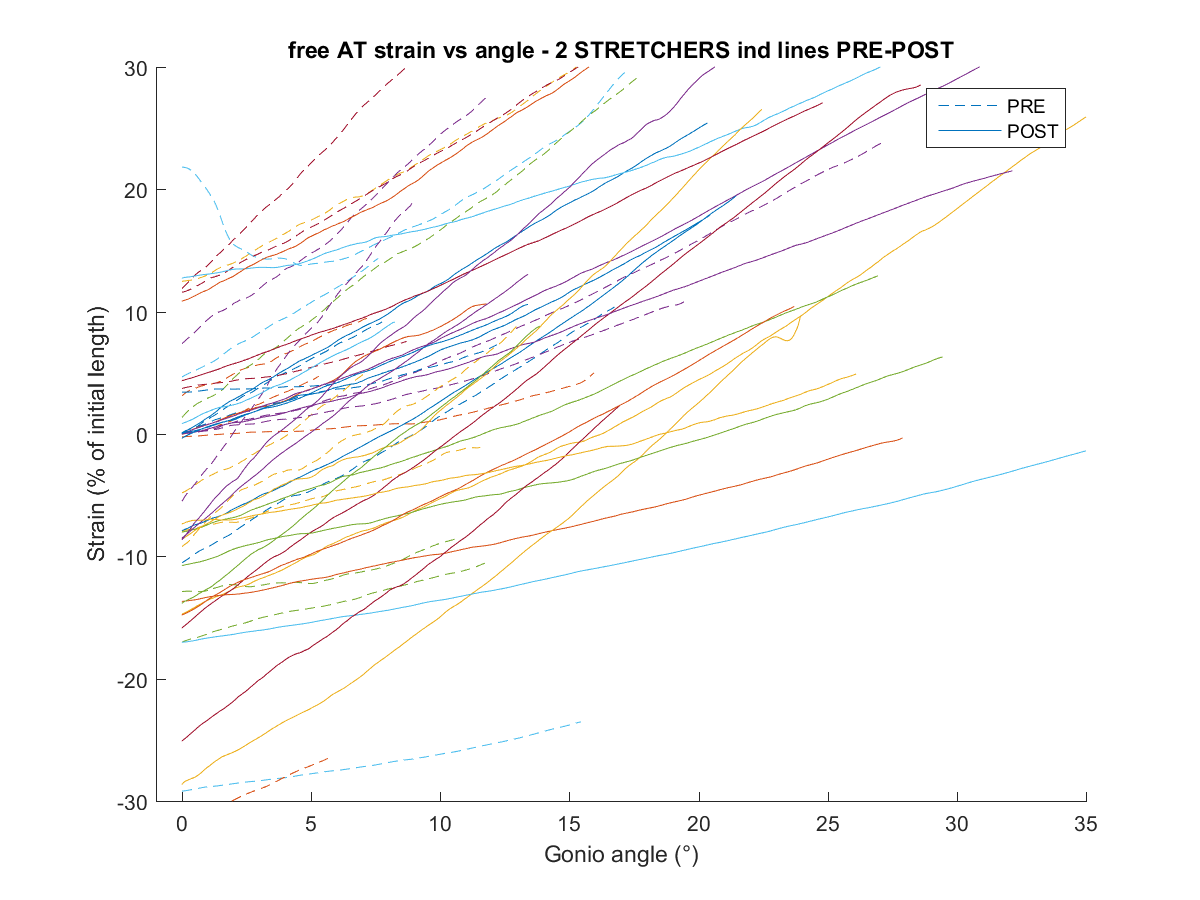 free AT strain vs angle - 2 STRETCHERS ind lines PRE-POST
30
20
10
0
-10
-20
-30
Strain (% of initial length)
PRE
POST
0 5 10 15 20 25 30 35
Gonio angle (°)